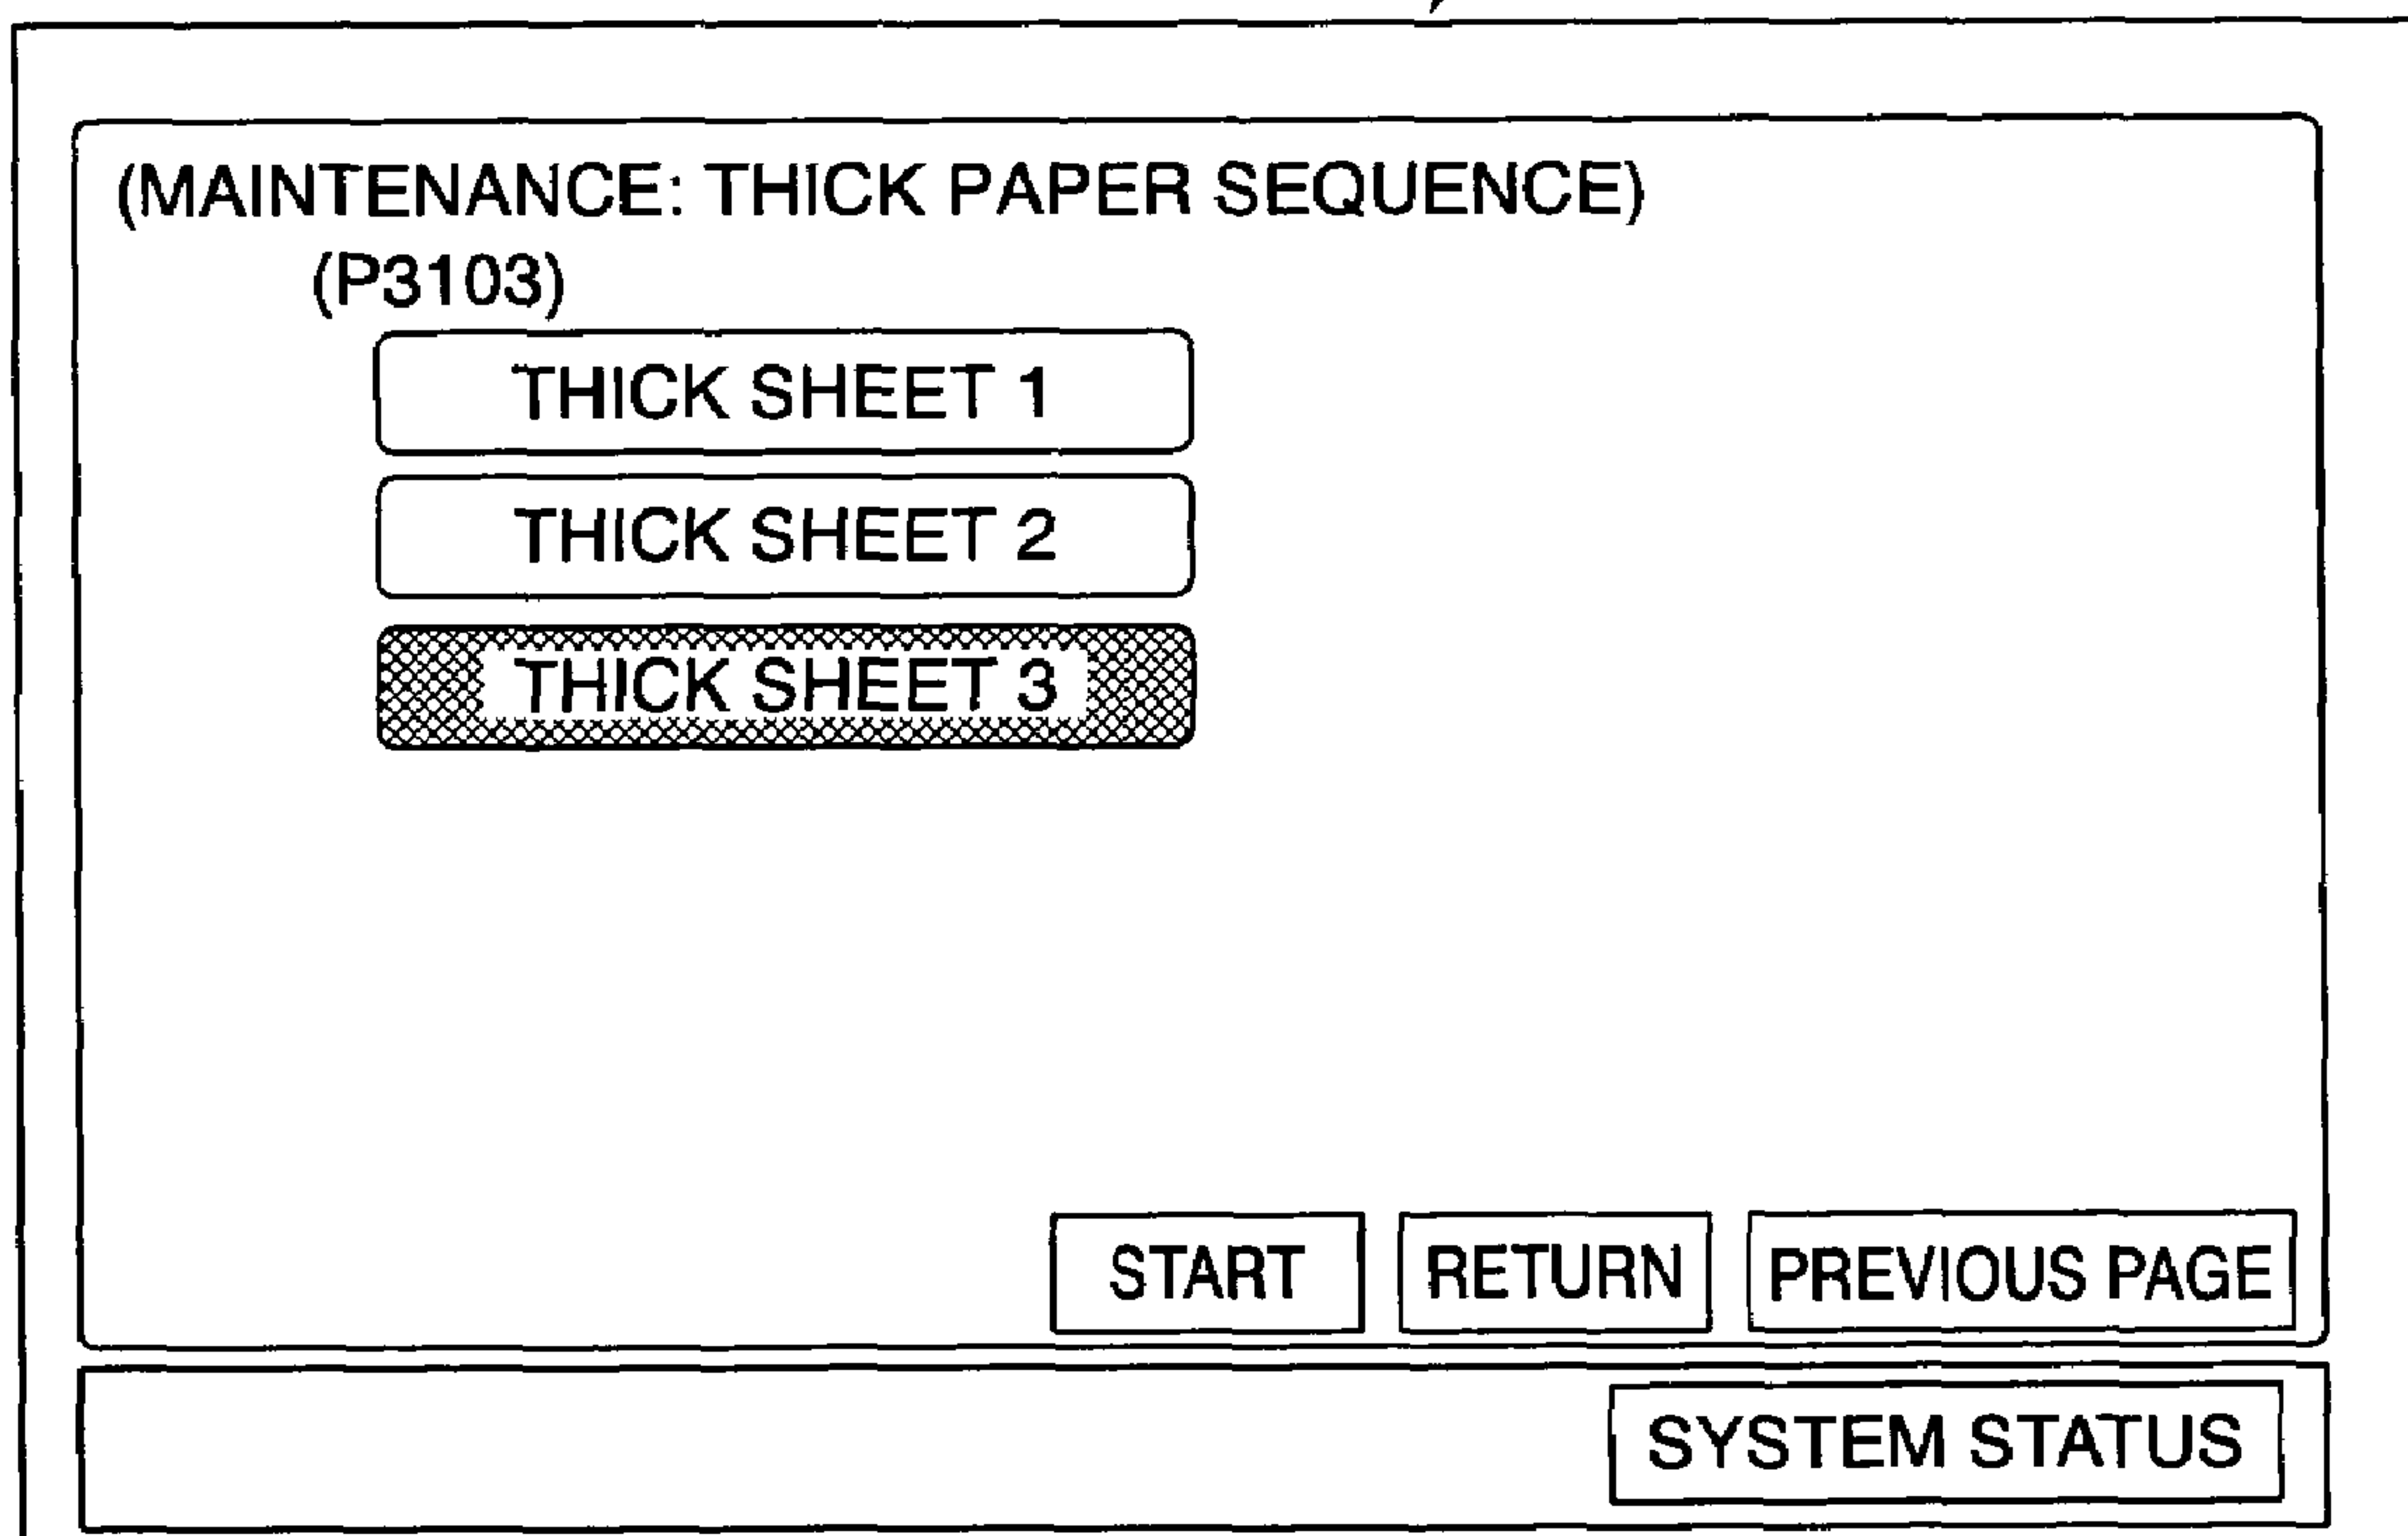 (MAINTENANCE: THICK PAPER SEQUENCE)
(P3103)
THICK SHEET 1
THICK SHEET 2
THICK SHEET 3
START RETURN PREVIOUS PAGE
SYSTEM STATUS